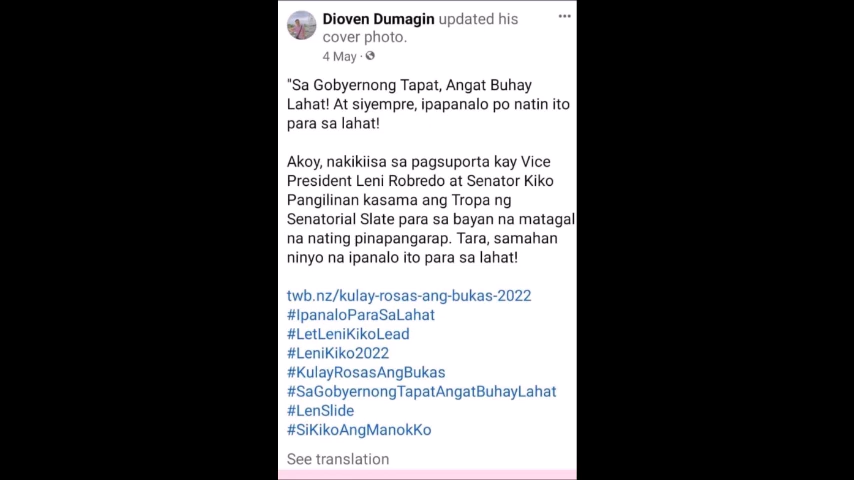 Dioven Dumagin updated his
cover photo.
4 May ·
"Sa Gobyernong Tapat, Angat Buhay
Lahat! At siyempre, ipapanalo po natin ito
para sa lahat!
Akoy, nakikiisa sa pagsuporta kay Vice
President Leni Robredo at Senator Kiko
Pangilinan kasama ang Tropa ng
Senatorial Slate para sa bayan na matagal
na nating pinapangarap. Tara, samahan
ninyo na ipanalo ito para sa lahat!
twb.nz/kulay-rosas-ang-bukas-2022
#IpanaloParaSaLahat
#LetLeniKikoLead
#LeniKiko2022
#KulayRosasAngBukas
#SaGobyernongTapatAngatBuhayLahat
#LenSlide
#SiKikoAngManokKo
See translation